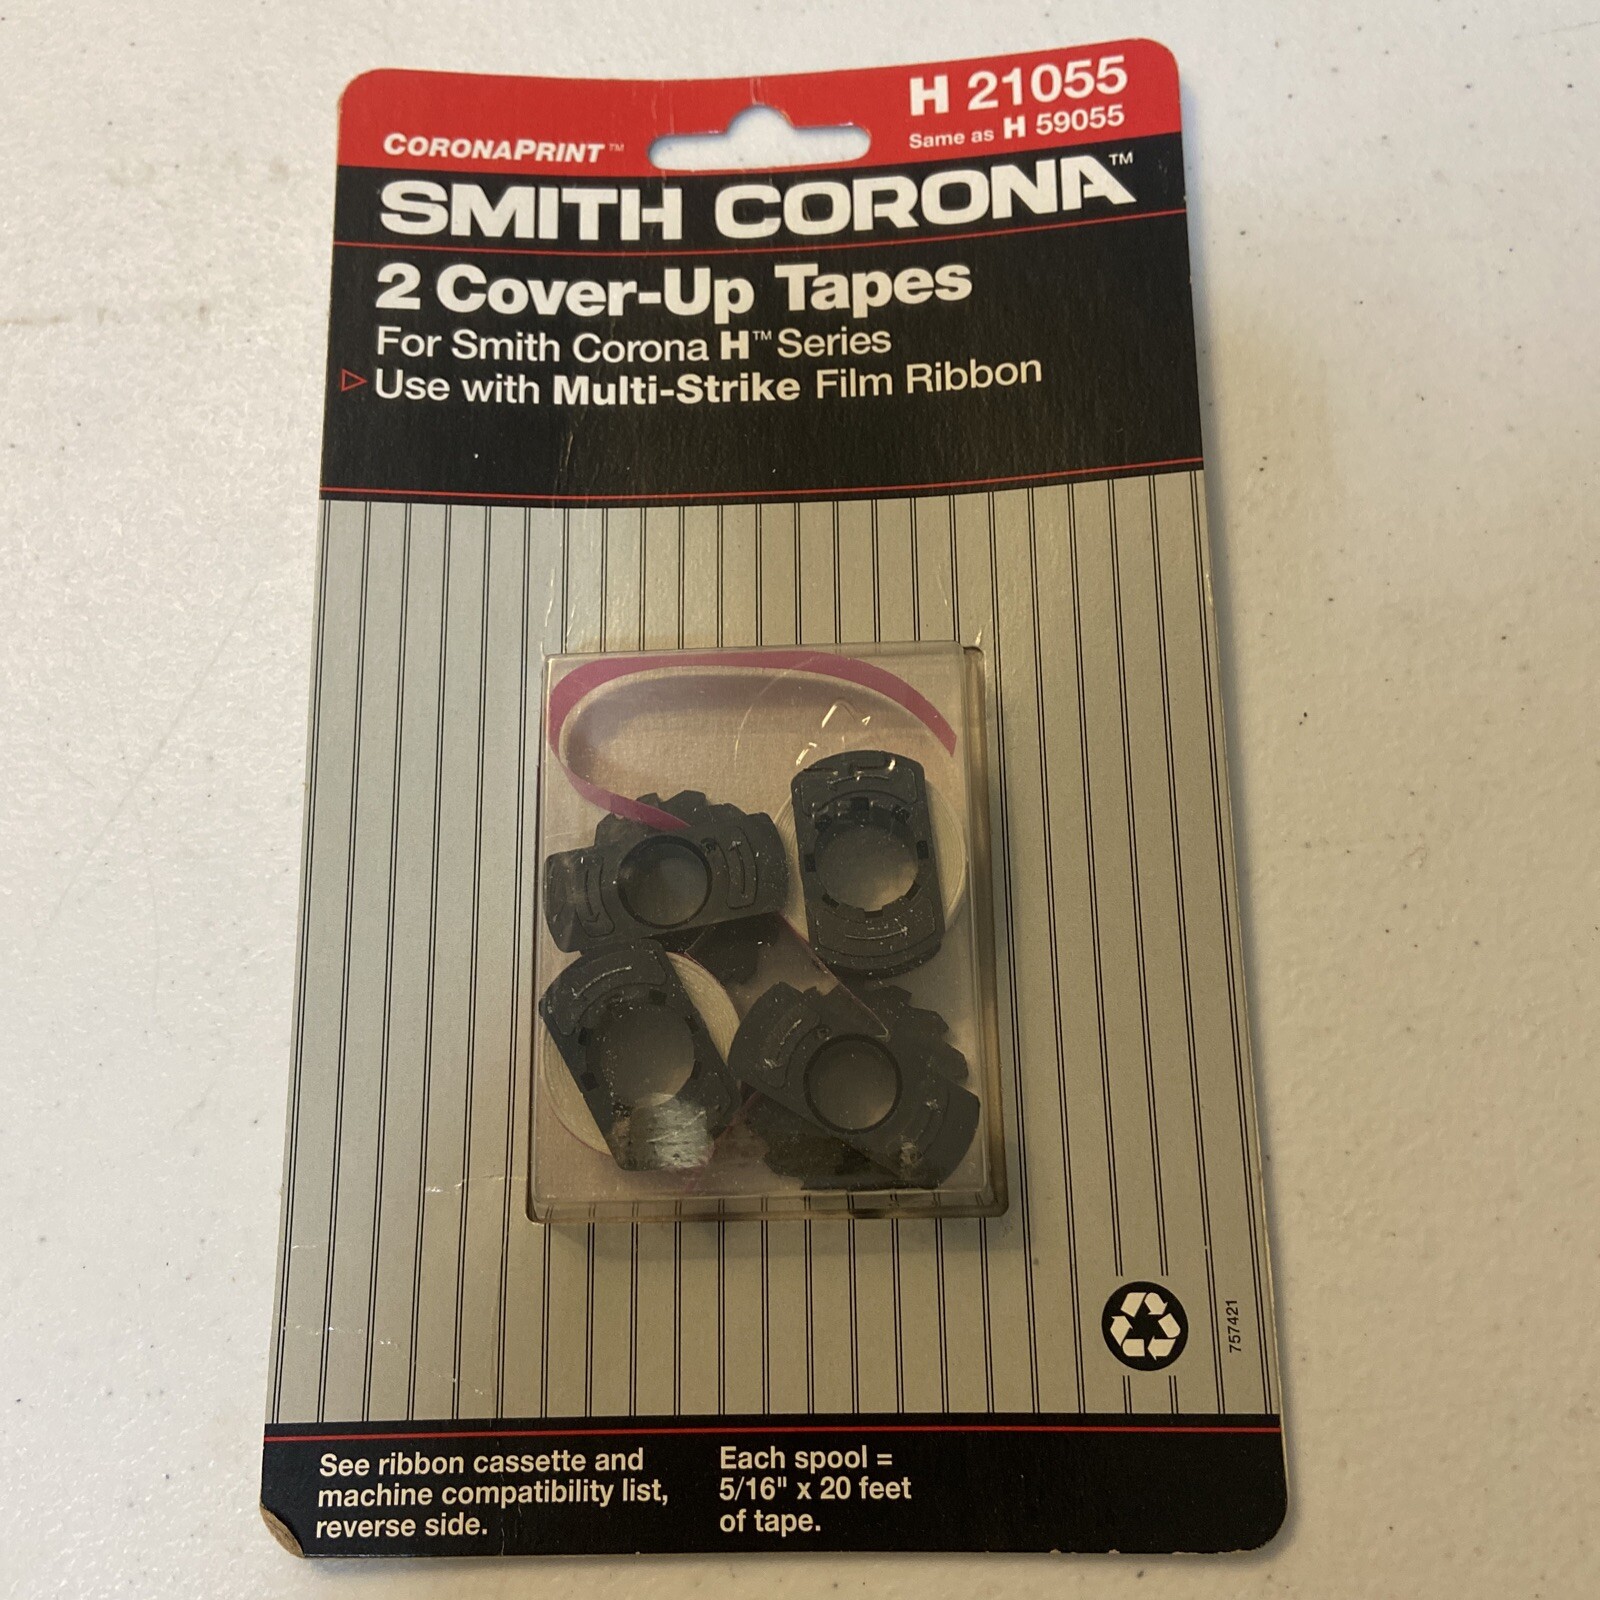 H 21055
Same as H 59055
CORONAPRINT™
SMITH CORONA™
2 Cover-Up Tapes
For Smith Corona H™ Series
Use with Multi-Strike Film Ribbon
757421
See ribbon cassette and
machine compatibility list,
reverse side.
Each spool =
5/16" x 20 feet
of tape.